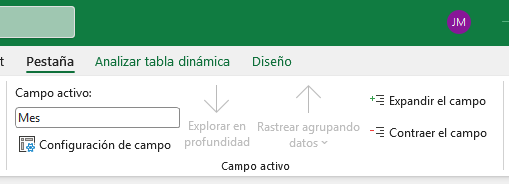 JM
t Pestaña Analizar tabla dinámica Diseño
Campo activo:
Mes
Configuración de campo
Explorar en
profundidad
Rastrear agrupando
datos
Expandir el campo
Contraer el campo
Campo activo